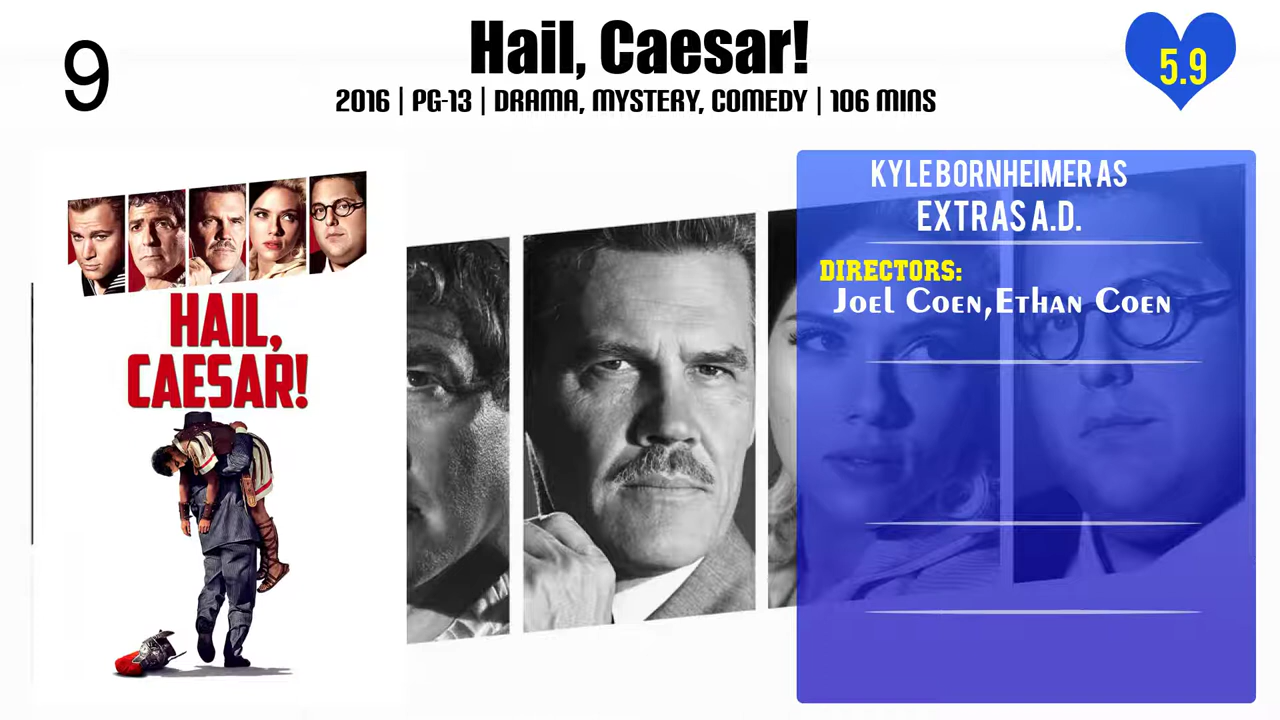 9
Hail, Caesar!
2016 | PG-13 | DRAMA, MYSTERY, COMEDY | 106 MINS
5.9
HAIL,
CAESAR!
KYLE BORNHEIMER AS
EXTRAS A.D.
DIRECTORS:
Joel Coen,Ethan Coen